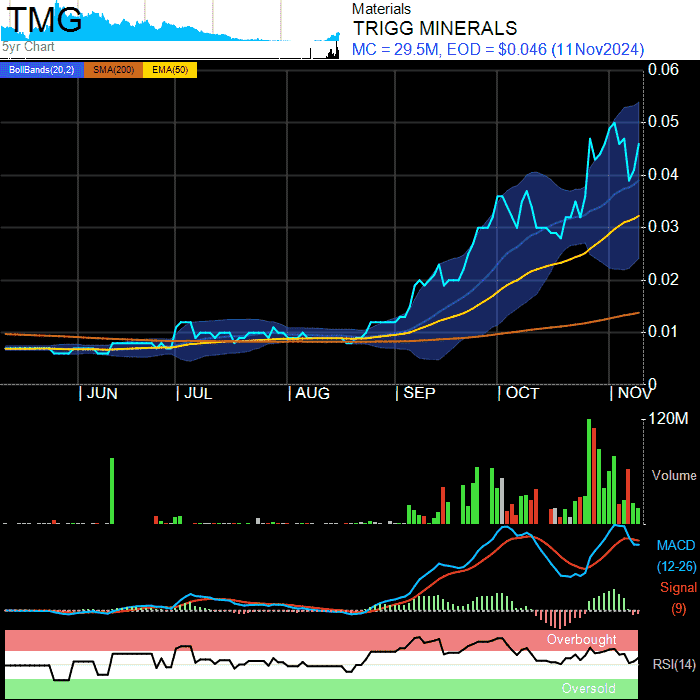 TMG
5yr Chart
Materials
TRIGG MINERALS
MC = 29.5M, EOD = $0.046 (11Nov2024)
BollBands(20,2) SMA(200) EMA(50)
0.06
0.05
0.04
0.03
0.02
0.01
0
| JUN | JUL | AUG | SEP | OCT | NOV
120M
Volume
MACD
(12-26)
Signal
(9)
Overbought
RSI(14)
Oversold